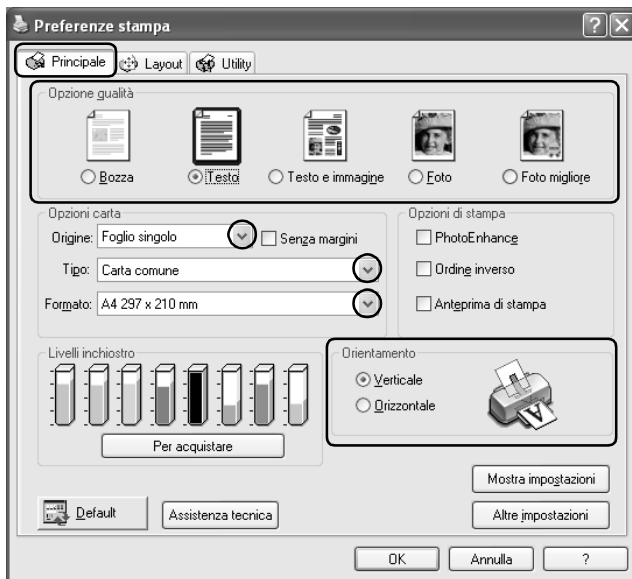 Preferenze stampa
Principale Layout Utility
Opzione qualità
Bozza Testo Testo e immagine Foto Foto migliore
Opzioni carta
Origine: Foglio singolo Senza margini
Tipo: Carta comune
Formato: A4 297 x 210 mm
Opzioni di stampa
PhotoEnhance
Ordine inverso
Anteprima di stampa
Livelli inchiostro
Per acquistare
Orientamento
Verticale
Orizzontale
A
Mostra impostazioni
Default Assistenza tecnica Altre impostazioni
OK Annulla ?